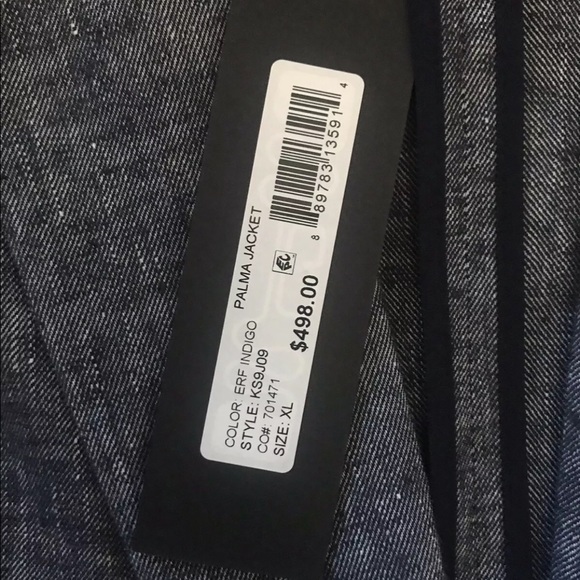 PALMA JACKET
COLOR: ERF INDIGO
STYLE: KS9J09
CO#: 701471
SIZE: XL
$498.00
8 89783 13591 4